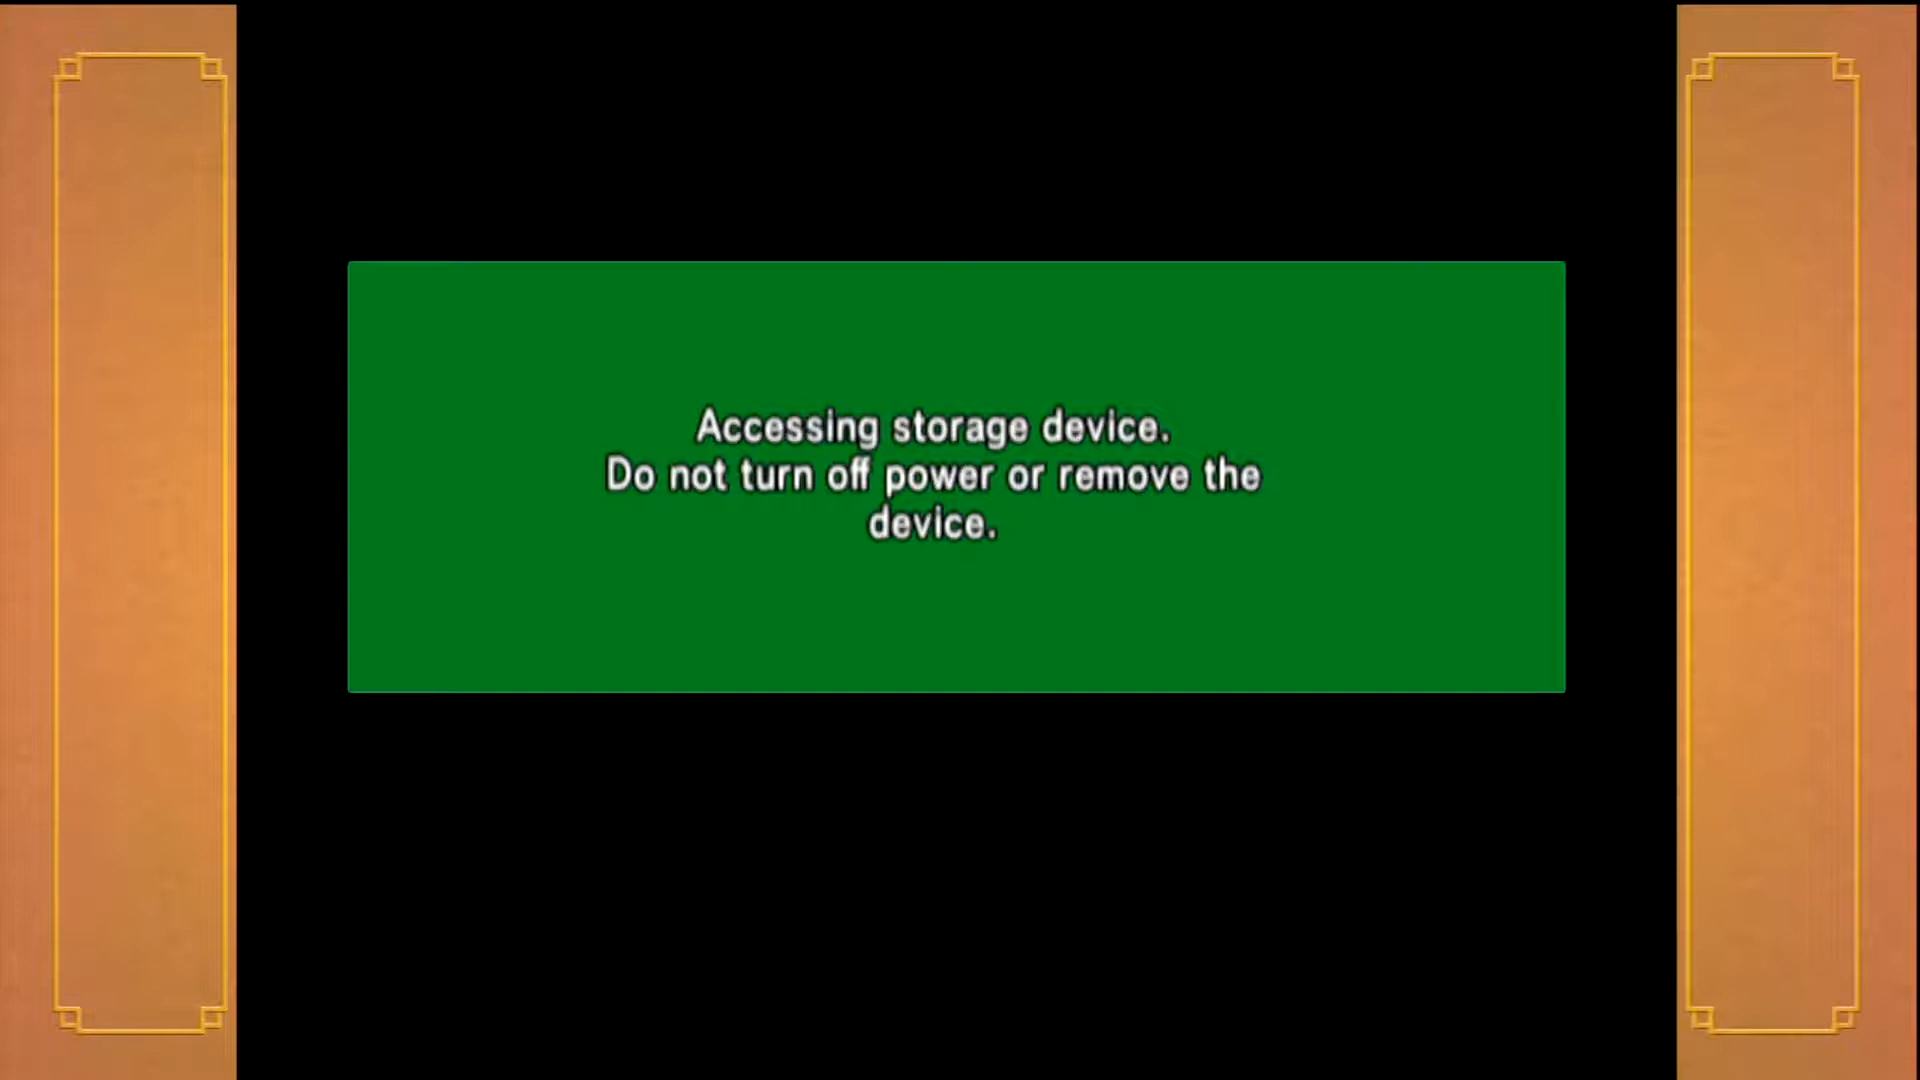 Accessing storage device.
Do not turn off power or remove the
device.